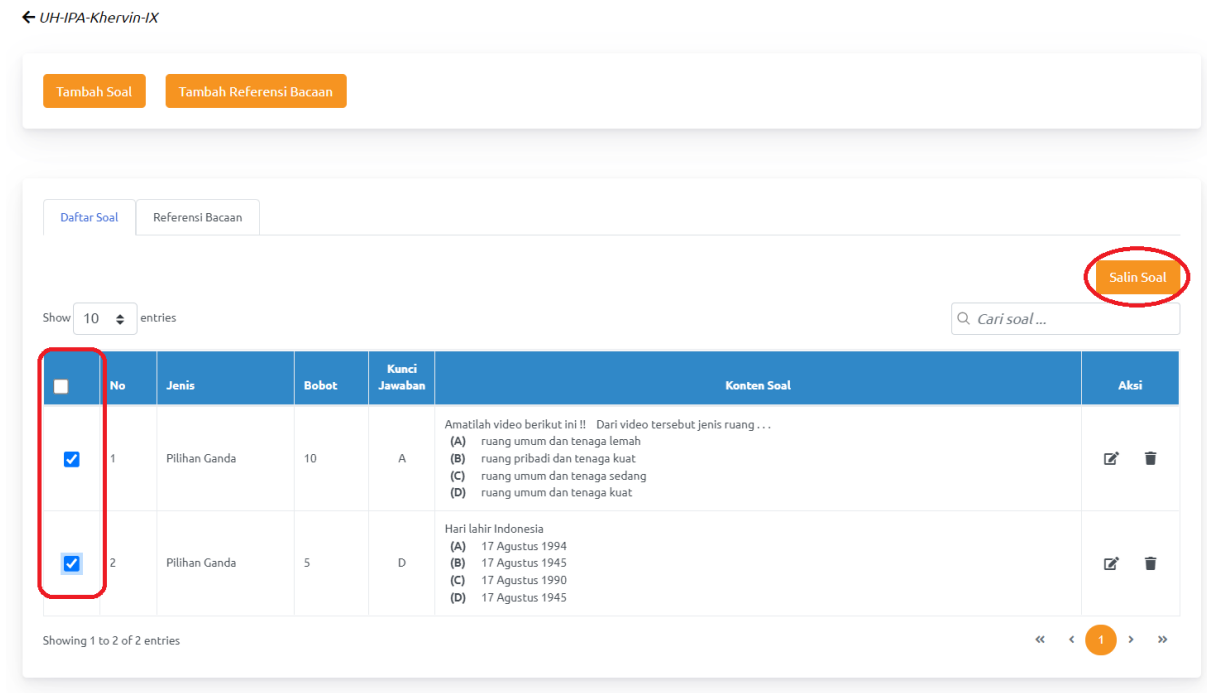 UH-IPA-Khervin-IX
Tambah Soal Tambah Referensi Bacaan
Daftar Soal Referensi Bacaan
Salin Soal
Show 10 entries
Cari soal ...
No Jenis Bobot Kunci Jawaban Konten Soal Aksi
1 Pilihan Ganda 10 A
Amatilah video berikut ini !! Dari video tersebut jenis ruang . . .
(A) ruang umum dan tenaga lemah
(B) ruang pribadi dan tenaga kuat
(C) ruang umum dan tenaga sedang
(D) ruang umum dan tenaga kuat
2 Pilihan Ganda 5 D
Hari lahir Indonesia
(A) 17 Agustus 1994
(B) 17 Agustus 1945
(C) 17 Agustus 1990
(D) 17 Agustus 1945
Showing 1 to 2 of 2 entries
« ‹ 1 › »